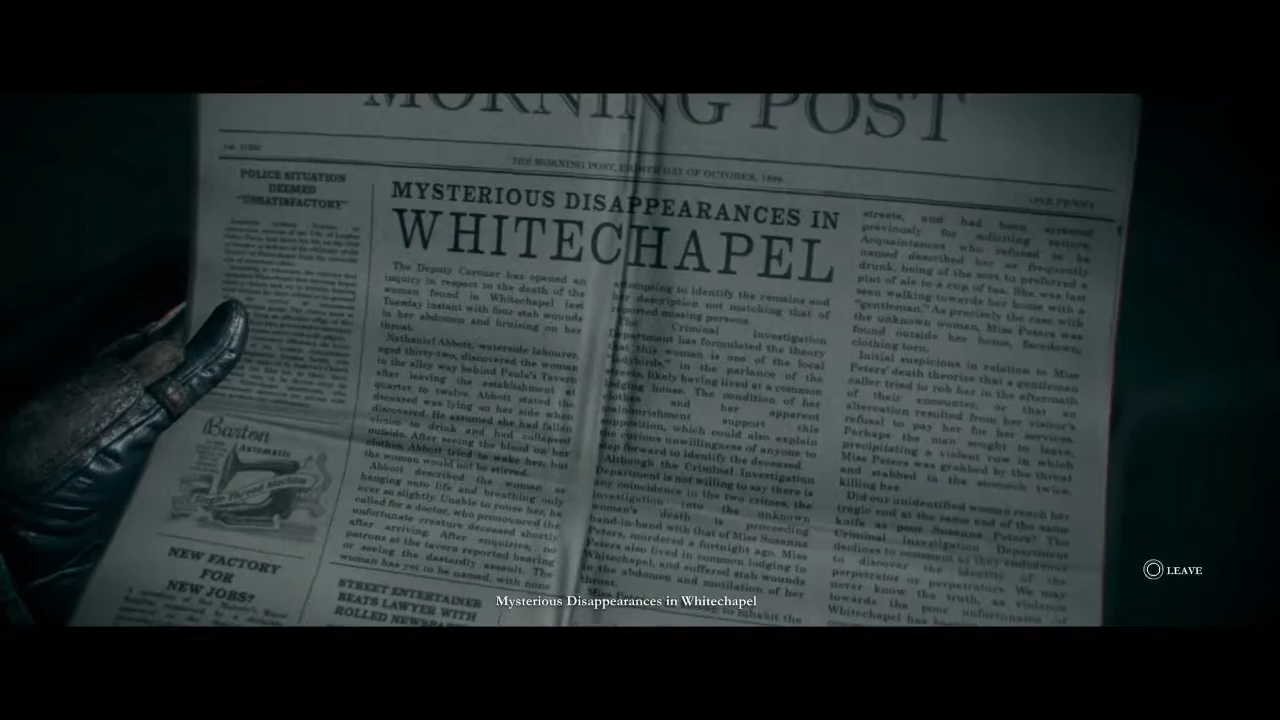 MORNING POST
THE MORNING POST, EIGHTH DAY OF OCTOBER, 1886.
ONE PENNY
POLICE SITUATION
DEEMED
"UNSATISFACTORY"
MYSTERIOUS DISAPPEARANCES IN
WHITECHAPEL
The Deputy Coroner has opened an
inquiry in respect to the death of the
woman found in Whitechapel last
Tuesday instant with four stab wounds
in her abdomen and bruising on her
throat.
Nathaniel Abbott, waterside labourer,
aged thirty-two, discovered the woman
in the alley way behind Paula's Tavern
after leaving the establishment at
quarter to twelve. Abbott stated the
deceased was lying on her side when
discovered. He assumed she had fallen
victim to drink and had collapsed
outside. After seeing the blood on her
clothes, Abbott tried to wake her, but
the woman would not be stirred.
Abbott described the woman as
hanging onto life and breathing only
ever so slightly. Unable to rouse her, he
called for a doctor, who pronounced the
unfortunate creature deceased shortly
after arriving. After enquiries, no
patrons at the tavern reported hearing
or seeing the dastardly assault. The
woman has yet to be named, with none
attempting to identify the remains and
her description not matching that of
reported missing persons.
The Criminal Investigation
Department has formulated the theory
that this woman is one of the local
"ladybirds," in the parlance of the
streets, likely having lived at a common
lodging house. The condition of her
clothes and her apparent
malnourishment support this
supposition, which could also explain
the curious unwillingness of anyone to
step forward to identify the deceased.
Although the Criminal Investigation
Department is not willing to say there is
any coincidence in the two crimes, the
investigation into the unknown
woman's death is proceeding
hand-in-hand with that of Miss Susanna
Peters, murdered a fortnight ago. Miss
Peters also lived in common lodging in
Whitechapel, and suffered stab wounds
to the abdomen and mutilation of her
throat.
Miss Peters to inhabit the
streets, and had been arrested
previously for soliciting suitors.
Acquaintances who refused to be
named described her as frequently
drunk, being of the sort to preferred a
pint of ale to a cup of tea. She was last
seen walking towards her home with a
"gentleman." As precisely the case with
the unknown woman, Miss Peters was
found outside her home, facedown,
clothing torn.
Initial suspicions in relation to Miss
Peters' death theorize that a gentleman
caller tried to rob her in the aftermath
of their encounter, or that an
altercation resulted from her visitor's
refusal to pay her for her services.
Perhaps the man sought to leave,
precipitating a violent row in which
Miss Peters was grabbed by the throat
and stabbed in the stomach twice,
killing her.
Did our unidentified woman reach her
tragic end at the same end of the same
knife as poor Susanna Peters? The
Criminal Investigation Department
declines to comment as they endeavour
to discover the identity of the
perpetrator or perpetrators. We may
never know the truth, as violence
towards the poor unfortunates of
Whitechapel has
Barton
Automatic
Single Thread Machine
NEW FACTORY
FOR
NEW JOBS?
STREET ENTERTAINER
BEATS LAWYER WITH
ROLLED NEWSPAPER
Mysterious Disappearances in Whitechapel
LEAVE